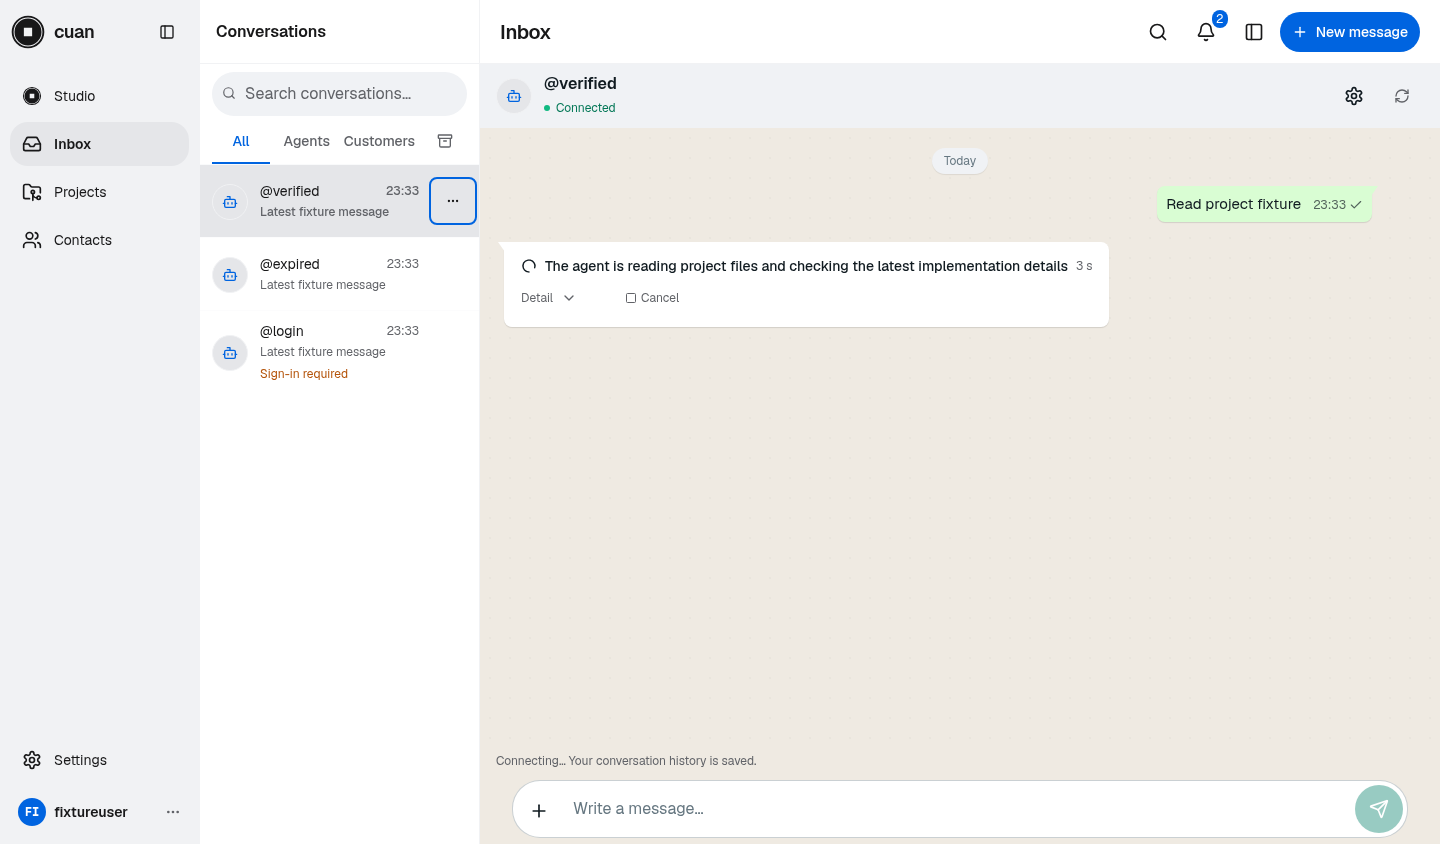 cuan
Studio
Inbox
Projects
Contacts
Settings
FI fixtureuser
Conversations
Search conversations...
All Agents Customers
@verified 23:33
Latest fixture message
@expired 23:33
Latest fixture message
@login 23:33
Latest fixture message
Sign-in required
Inbox
2
New message
@verified
Connected
Today
Read project fixture 23:33
The agent is reading project files and checking the latest implementation details 3 s
Detail Cancel
Connecting... Your conversation history is saved.
Write a message...